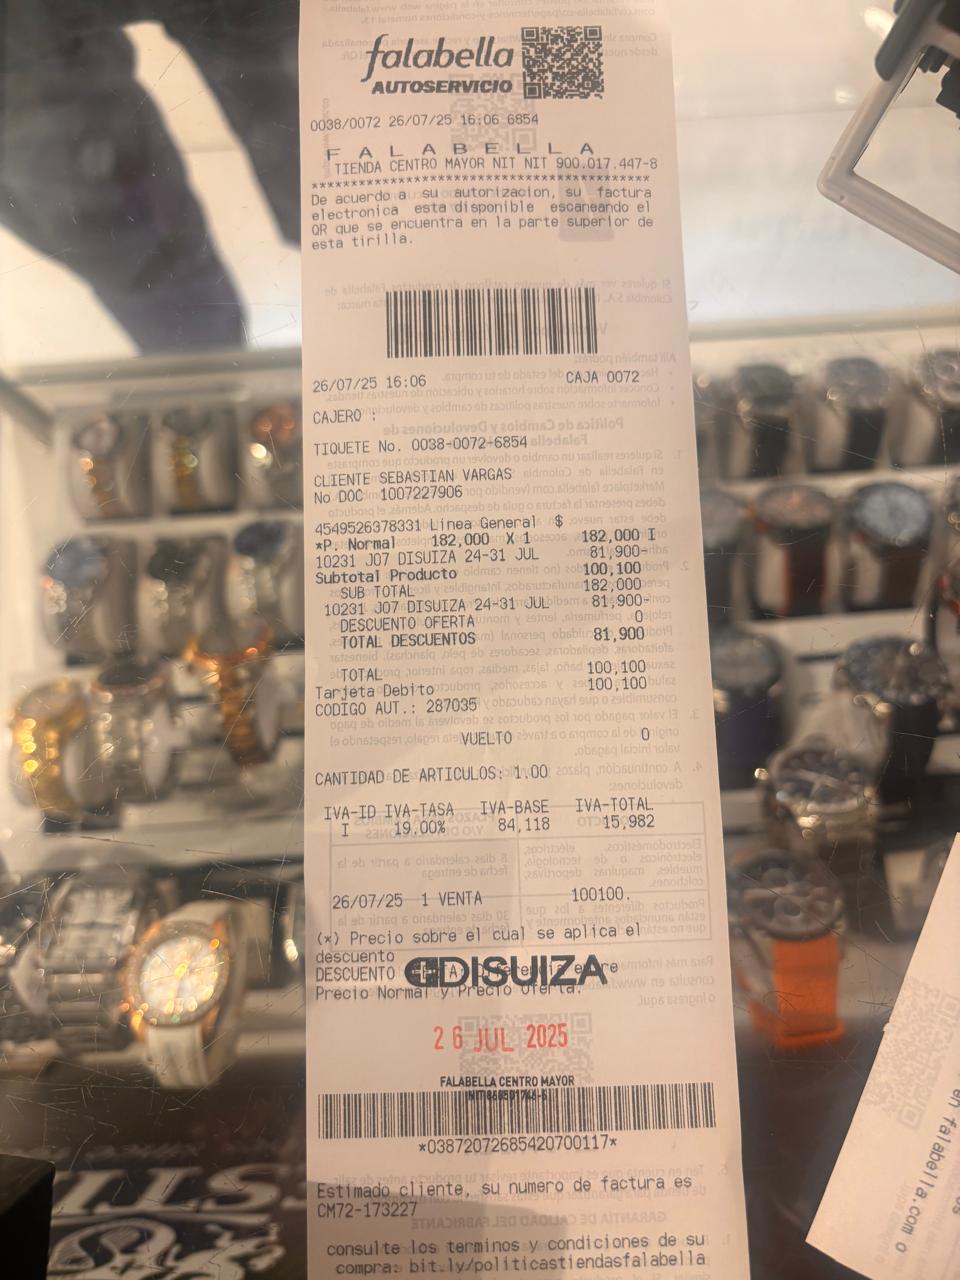 falabella
AUTOSERVICIO
0038/0072 26/07/25 16:06 6854
F A L A B E L L A
TIENDA CENTRO MAYOR NIT NIT 900.017.447-8
****************************************
De acuerdo a su autorizacion, su factura
electronica esta disponible escaneando el
QR que se encuentra en la parte superior de
esta tirilla.
26/07/25 16:06 CAJA 0072
CAJERO :
TIQUETE No. 0038-0072-6854
CLIENTE SEBASTIAN VARGAS
No DOC 1007227906
4549526378331 Linea General $
*P. Normal 182,000 X 1 182,000 I
10231 J07 DISUIZA 24-31 JUL 81,900-
Subtotal Producto 100,100
SUB TOTAL 182,000
10231 J07 DISUIZA 24-31 JUL 81,900-
DESCUENTO OFERTA 0
TOTAL DESCUENTOS 81,900
TOTAL 100,100
Tarjeta Debito 100,100
CODIGO AUT.: 287035
VUELTO 0
CANTIDAD DE ARTICULOS: 1.00
IVA-ID IVA-TASA IVA-BASE IVA-TOTAL
I 19.00% 84,118 15,982
26/07/25 1 VENTA 100100.
(*) Precio sobre el cual se aplica el
descuento
DESCUENTO
DISUIZA
Precio Normal y Precio Oferta.
26 JUL 2025
FALABELLA CENTRO MAYOR
*03872072685420700117*
Estimado cliente, su numero de factura es
CM72-173227
consulte los terminos y condiciones de su
compra: bit.ly/politicastiendasfalabella
en falabella.com o